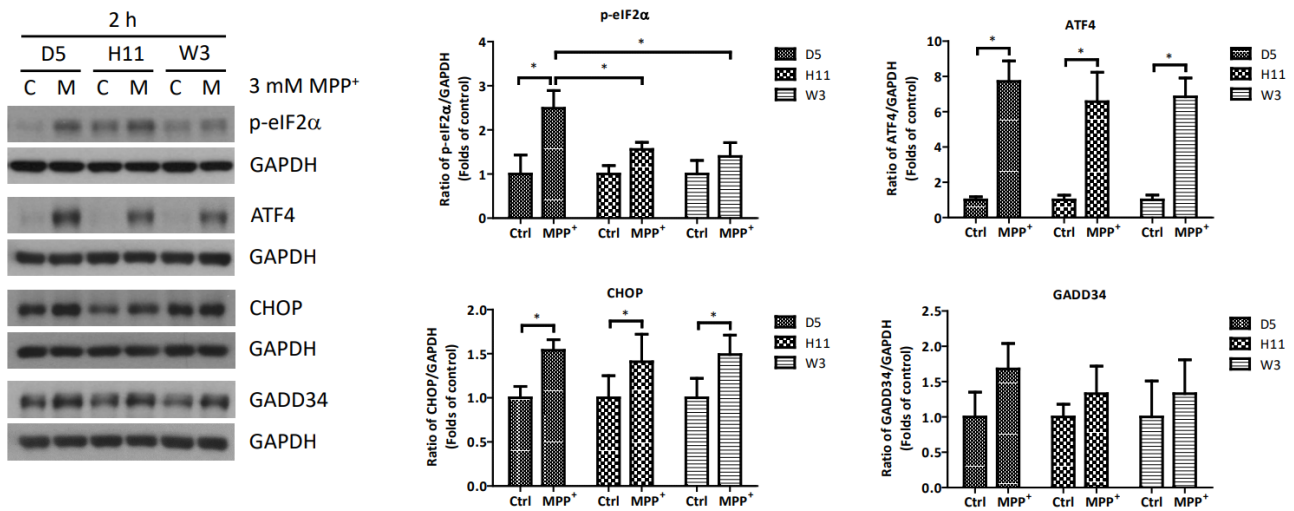 2 h
D5 H11 W3
C M C M C M 3 mM MPP⁺
p-eIF2α
GAPDH
ATF4
GAPDH
CHOP
GAPDH
GADD34
GAPDH
p-eIF2α
Ratio of p-eIF2α/GAPDH
(Folds of control)
4
3
2
1
0
* * *
Ctrl MPP⁺ Ctrl MPP⁺ Ctrl MPP⁺
D5
H11
W3
ATF4
Ratio of ATF4/GAPDH
(Folds of control)
10
8
6
4
2
0
* * *
Ctrl MPP⁺ Ctrl MPP⁺ Ctrl MPP⁺
D5
H11
W3
CHOP
Ratio of CHOP/GAPDH
(Folds of control)
2.0
1.5
1.0
0.5
0.0
* * *
Ctrl MPP⁺ Ctrl MPP⁺ Ctrl MPP⁺
D5
H11
W3
GADD34
Ratio of GADD34/GAPDH
(Folds of control)
2.5
2.0
1.5
1.0
0.5
0.0
Ctrl MPP⁺ Ctrl MPP⁺ Ctrl MPP⁺
D5
H11
W3